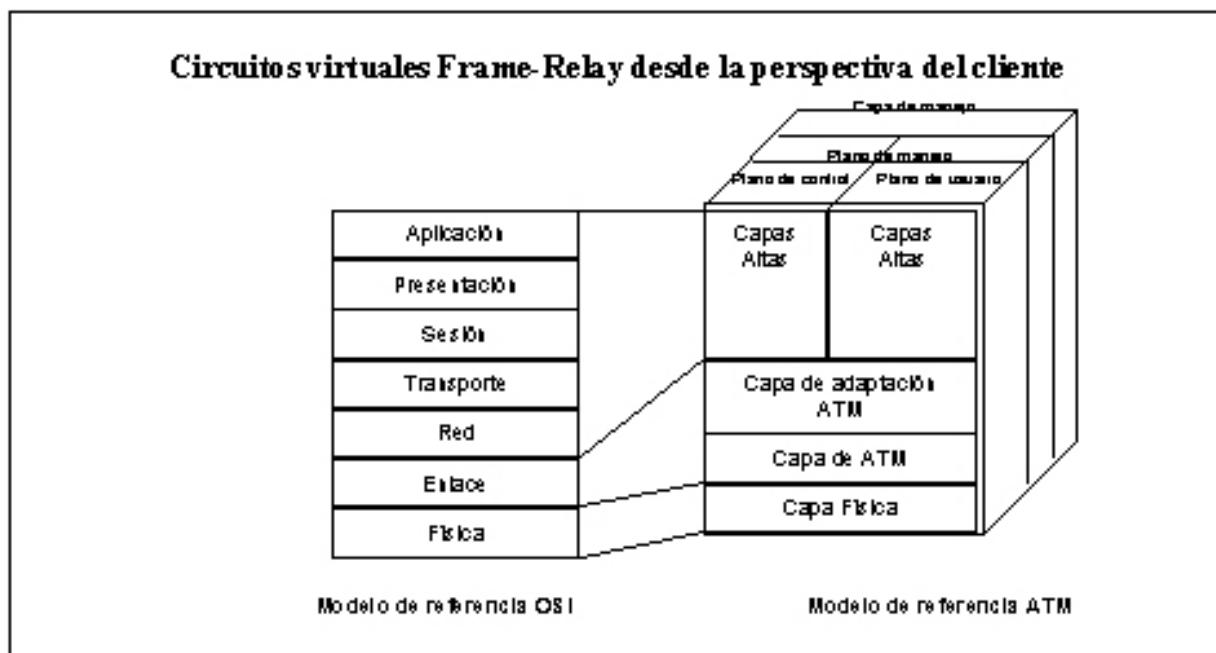 Circuitos virtuales Frame-Relay desde la perspectiva del cliente
Capa de manejo
Plano de manejo
Plano de control
Plano de usuario
Aplicación
Presentación
Sesión
Transporte
Red
Enlace
Física
Capas
Altas
Capas
Altas
Capa de adaptación
ATM
Capa de ATM
Capa Física
Modelo de referencia OSI
Modelo de referencia ATM